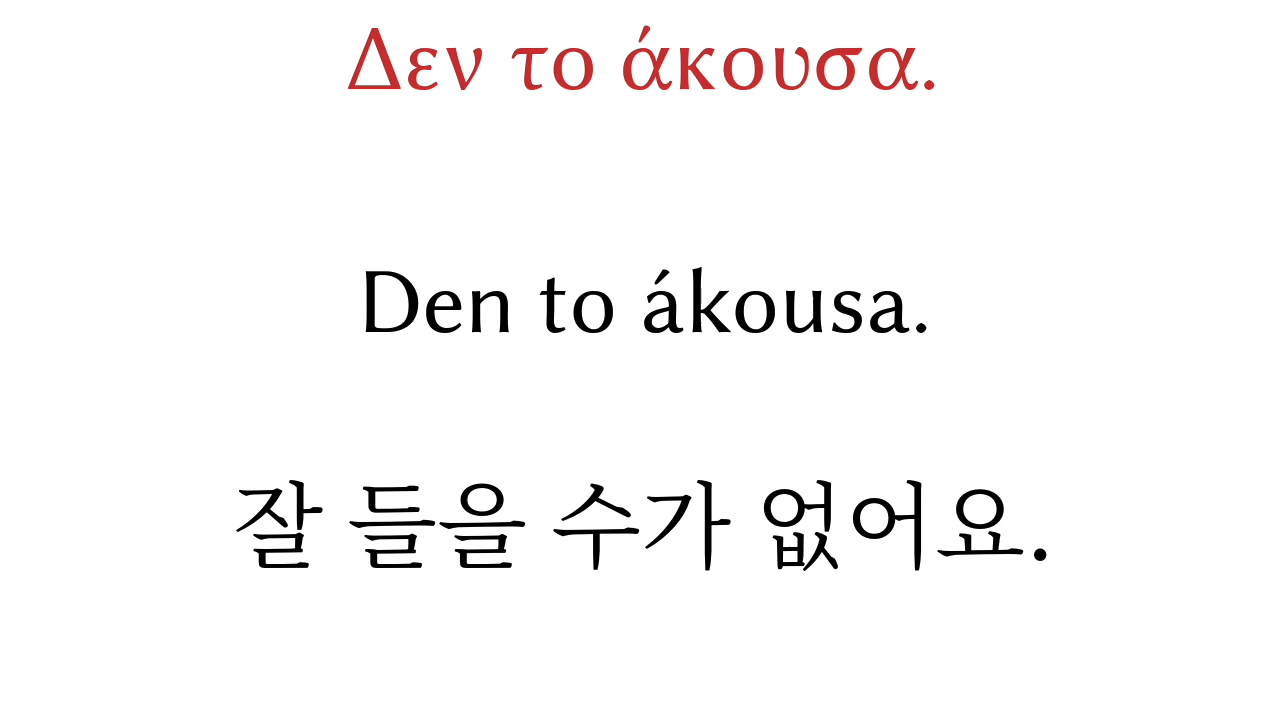 Δεν το άκουσα.
Den to ákousa.
잘 들을 수가 없어요.